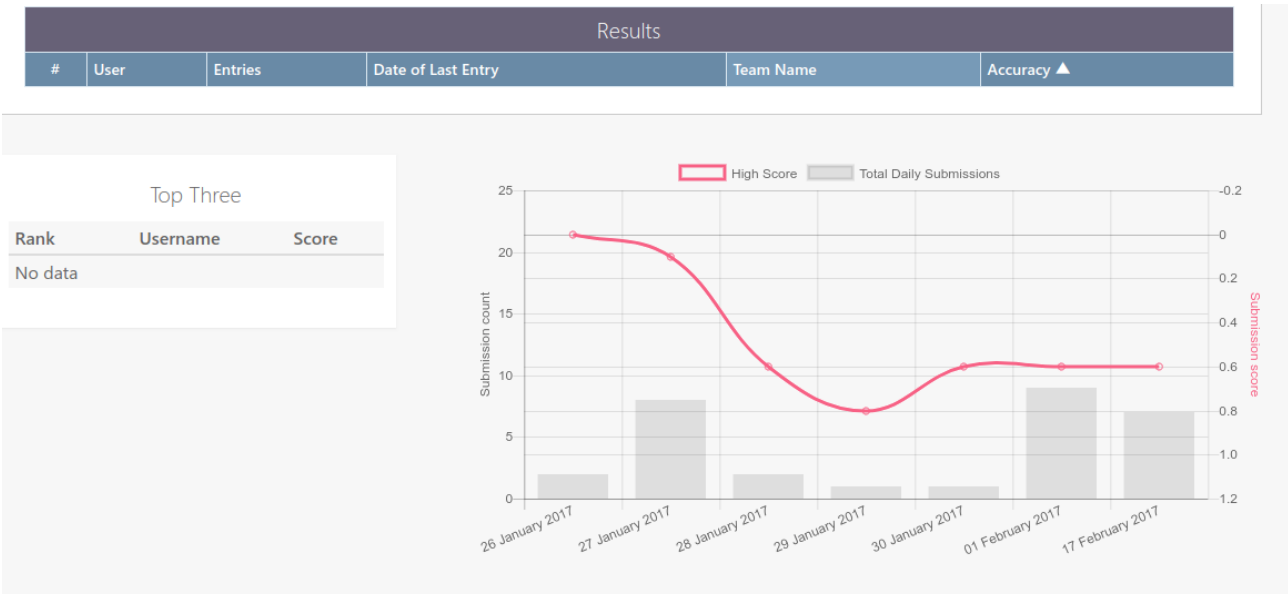 Results
# User Entries Date of Last Entry Team Name Accuracy ▲
Top Three
Rank Username Score
No data
High Score Total Daily Submissions
Submission count
25
20
15
10
5
0
-0.2
0
0.2
0.4
0.6
0.8
1.0
1.2
Submission score
26 January 2017
27 January 2017
28 January 2017
29 January 2017
30 January 2017
01 February 2017
17 February 2017